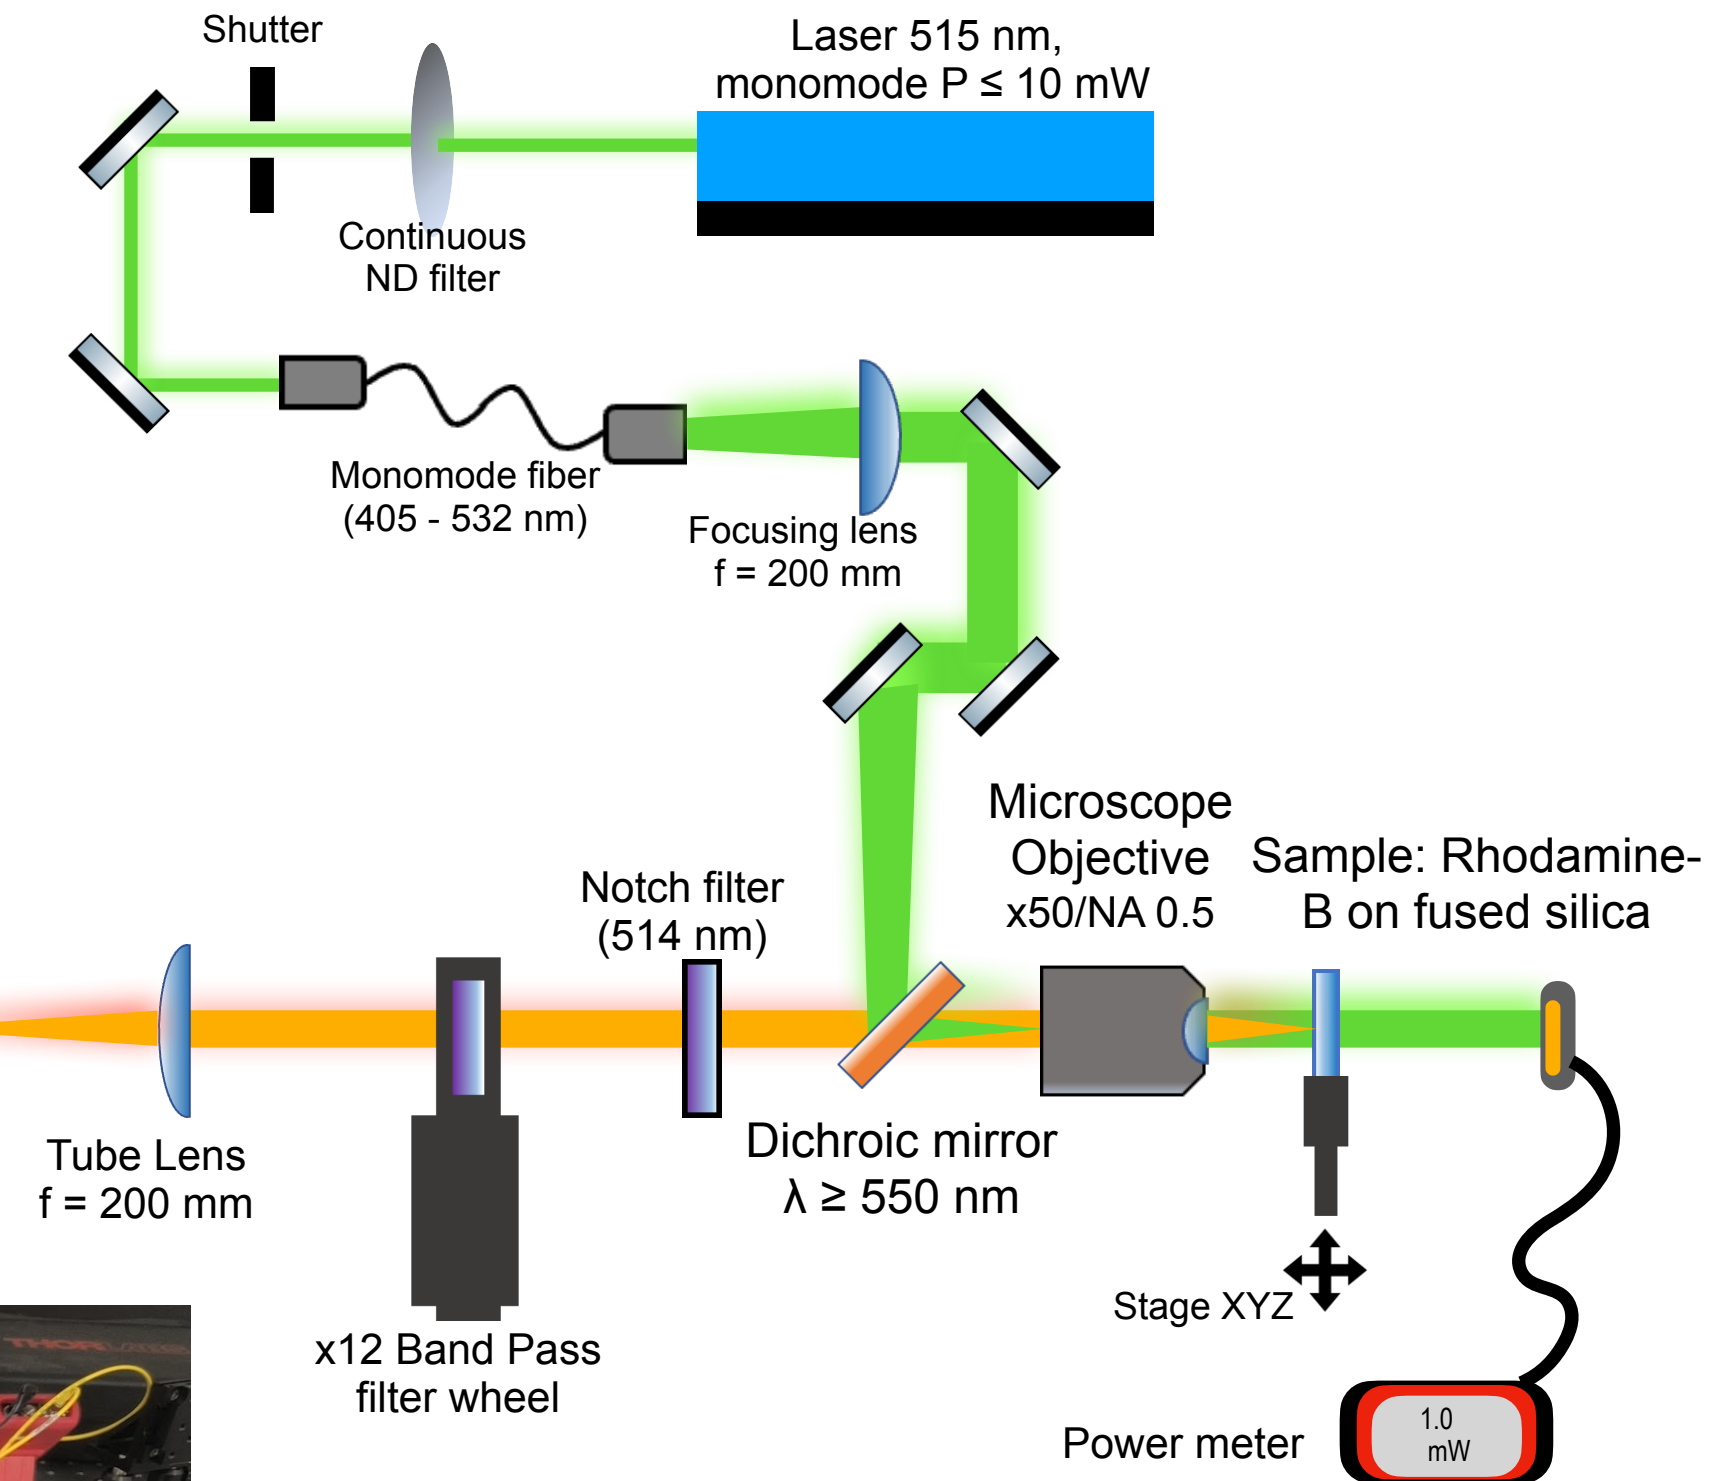 Shutter
Laser 515 nm,
monomode P ≤ 10 mW
Continuous
ND filter
Monomode fiber
(405 - 532 nm)
Focusing lens
f = 200 mm
Microscope
Objective
x50/NA 0.5
Sample: Rhodamine-
B on fused silica
Notch filter
(514 nm)
Tube Lens
f = 200 mm
Dichroic mirror
λ ≥ 550 nm
Stage XYZ
x12 Band Pass
filter wheel
Power meter
1.0
mW
THORLABS